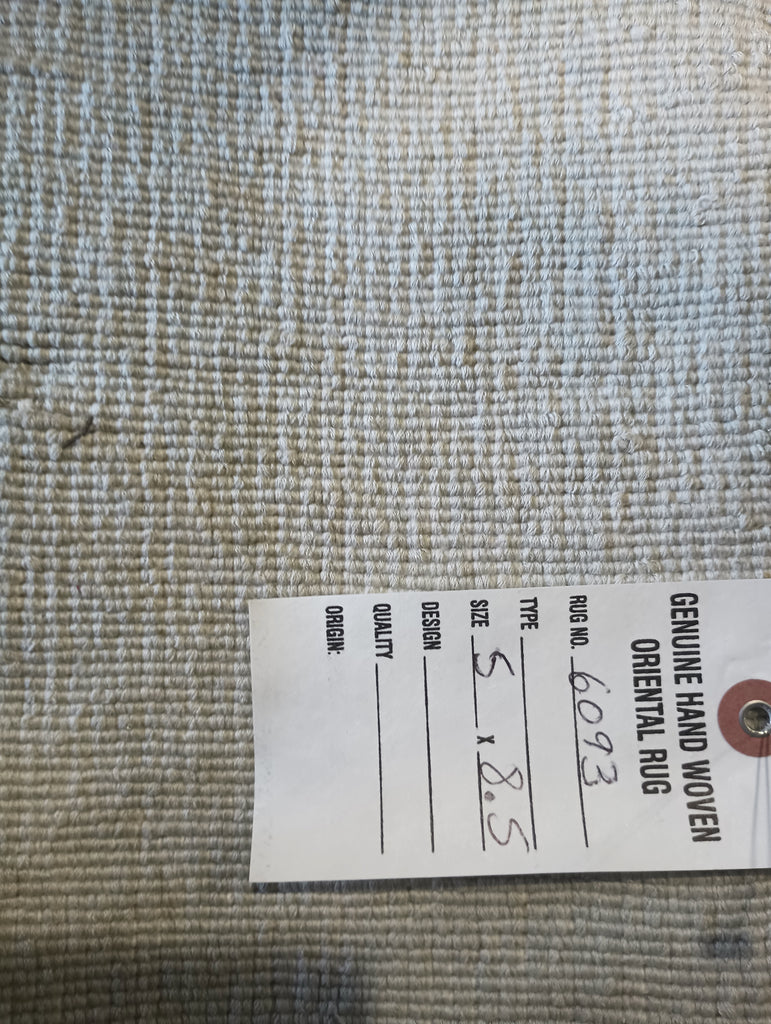 GENUINE HAND WOVEN
ORIENTAL RUG
RUG NO. 6093
TYPE
SIZE 5 x 8.5
DESIGN
QUALITY
ORIGIN: